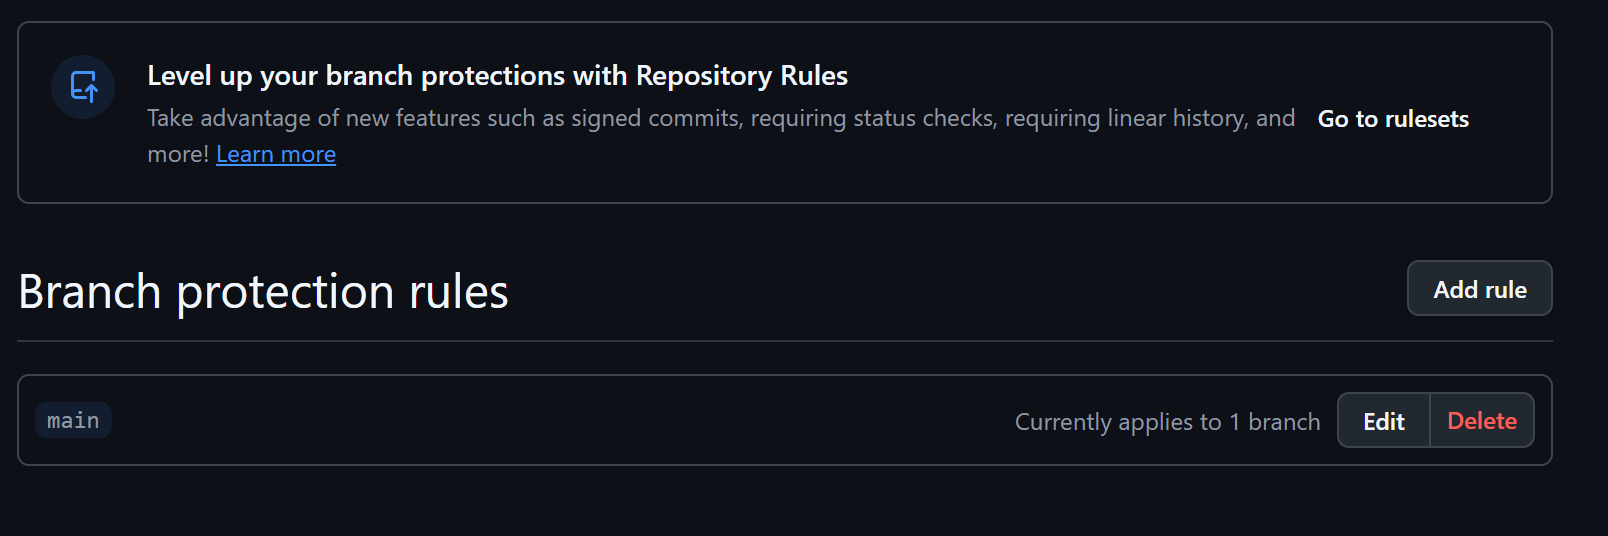 Level up your branch protections with Repository Rules
Take advantage of new features such as signed commits, requiring status checks, requiring linear history, and
more! Learn more
Go to rulesets
Branch protection rules
Add rule
main
Currently applies to 1 branch
Edit
Delete